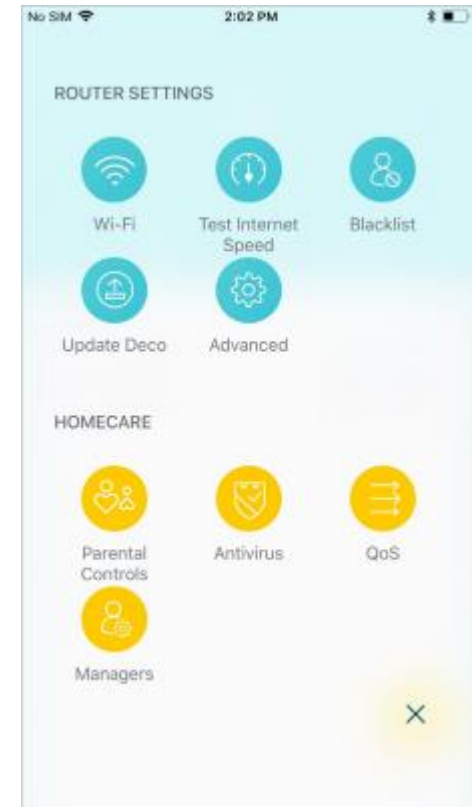 No SIM 2:02 PM
ROUTER SETTINGS
Wi-Fi
Test Internet
Speed
Blacklist
Update Deco
Advanced
HOMECARE
Parental
Controls
Antivirus
QoS
Managers